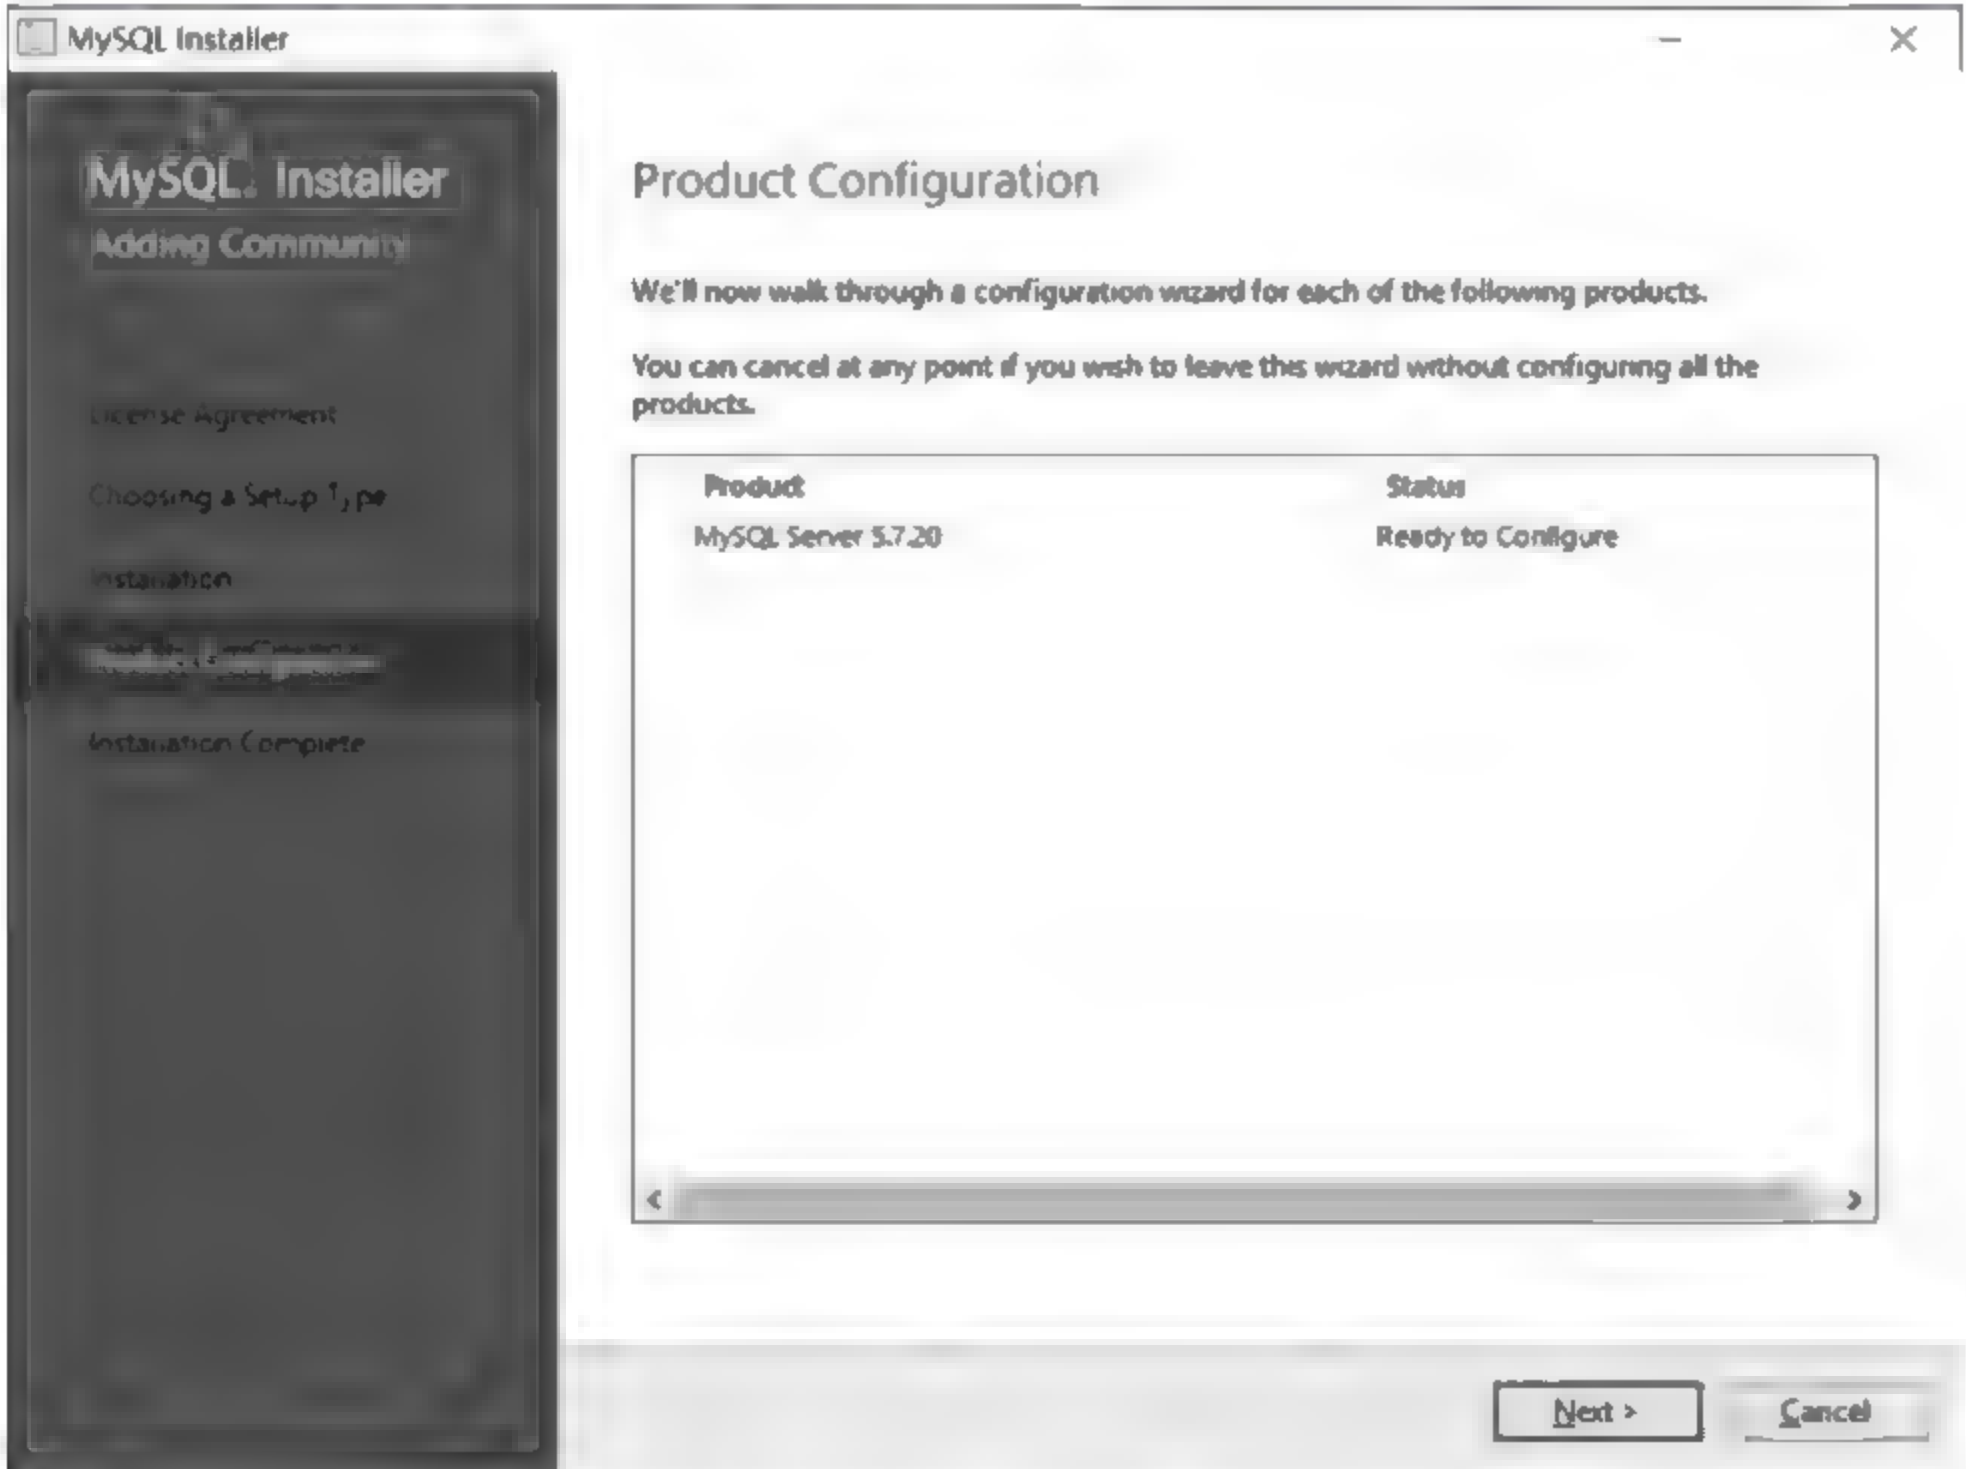 MySQL Installer
MySQL. Installer
Adding Community
License Agreement
Choosing a Setup Type
Installation
Installation Complete
Product Configuration
We'll now walk through a configuration wizard for each of the following products.
You can cancel at any point if you wish to leave this wizard without configuring all the
products.
Product Status
MySQL Server 5.7.20 Ready to Configure
Next >
Cancel